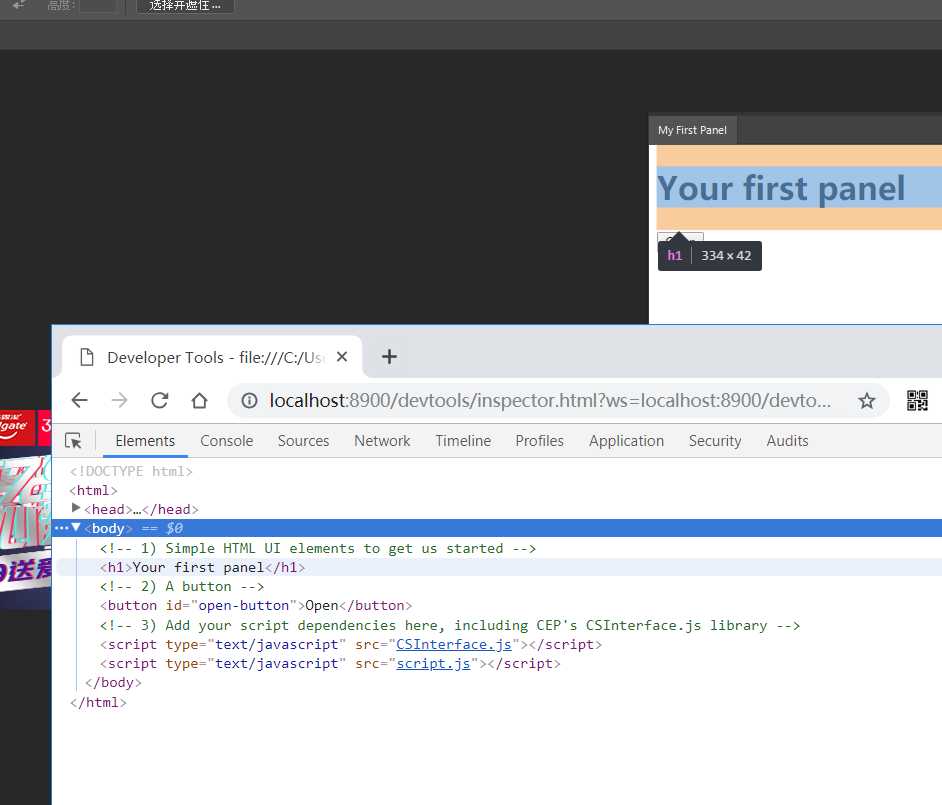 高度:
选择并遮住...
My First Panel
Your first panel
h1 334 × 42
Developer Tools - file:///C:/Use
localhost:8900/devtools/inspector.html?ws=localhost:8900/devto...
Elements Console Sources Network Timeline Profiles Application Security Audits
<!DOCTYPE html>
<html>
<head>…</head>
<body> == $0
<!-- 1) Simple HTML UI elements to get us started -->
<h1>Your first panel</h1>
<!-- 2) A button -->
<button id="open-button">Open</button>
<!-- 3) Add your script dependencies here, including CEP's CSInterface.js library -->
<script type="text/javascript" src="CSInterface.js"></script>
<script type="text/javascript" src="script.js"></script>
</body>
</html>